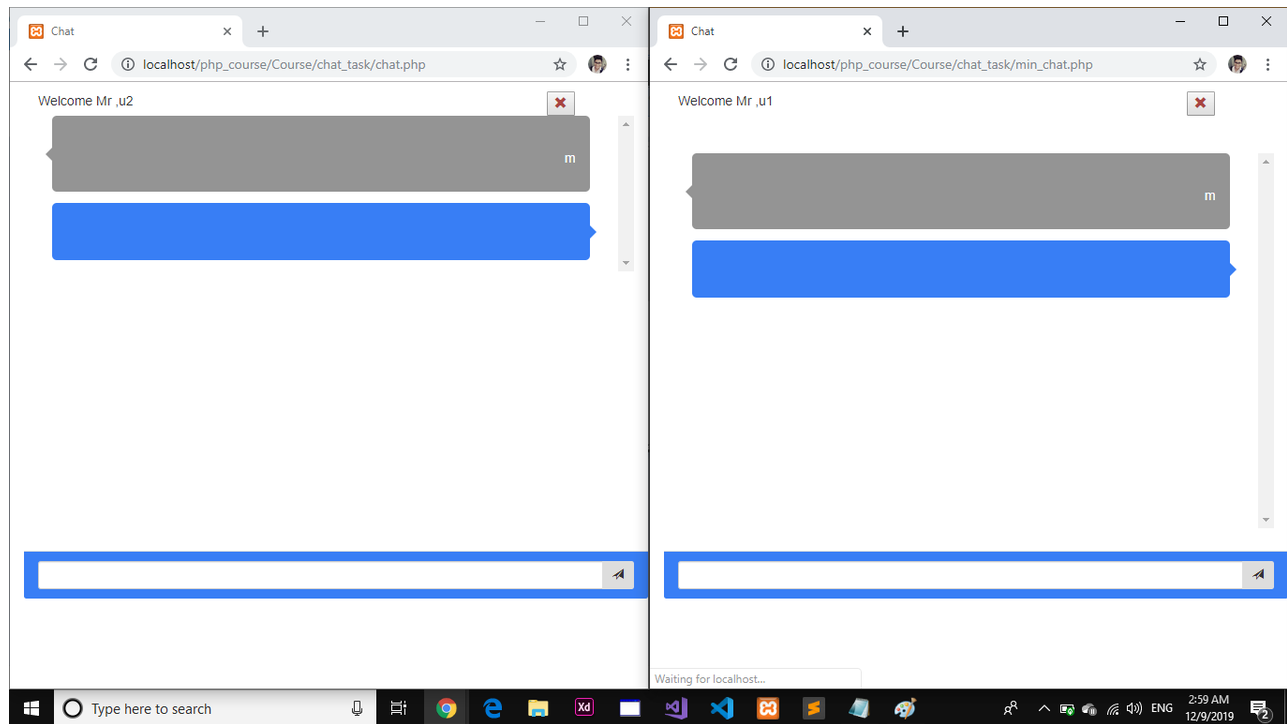 Chat
localhost/php_course/Course/chat_task/chat.php
Welcome Mr ,u2
m
Chat
localhost/php_course/Course/chat_task/min_chat.php
Welcome Mr ,u1
m
Waiting for localhost...
Type here to search
Xd
ENG
2:59 AM
12/9/2019
2